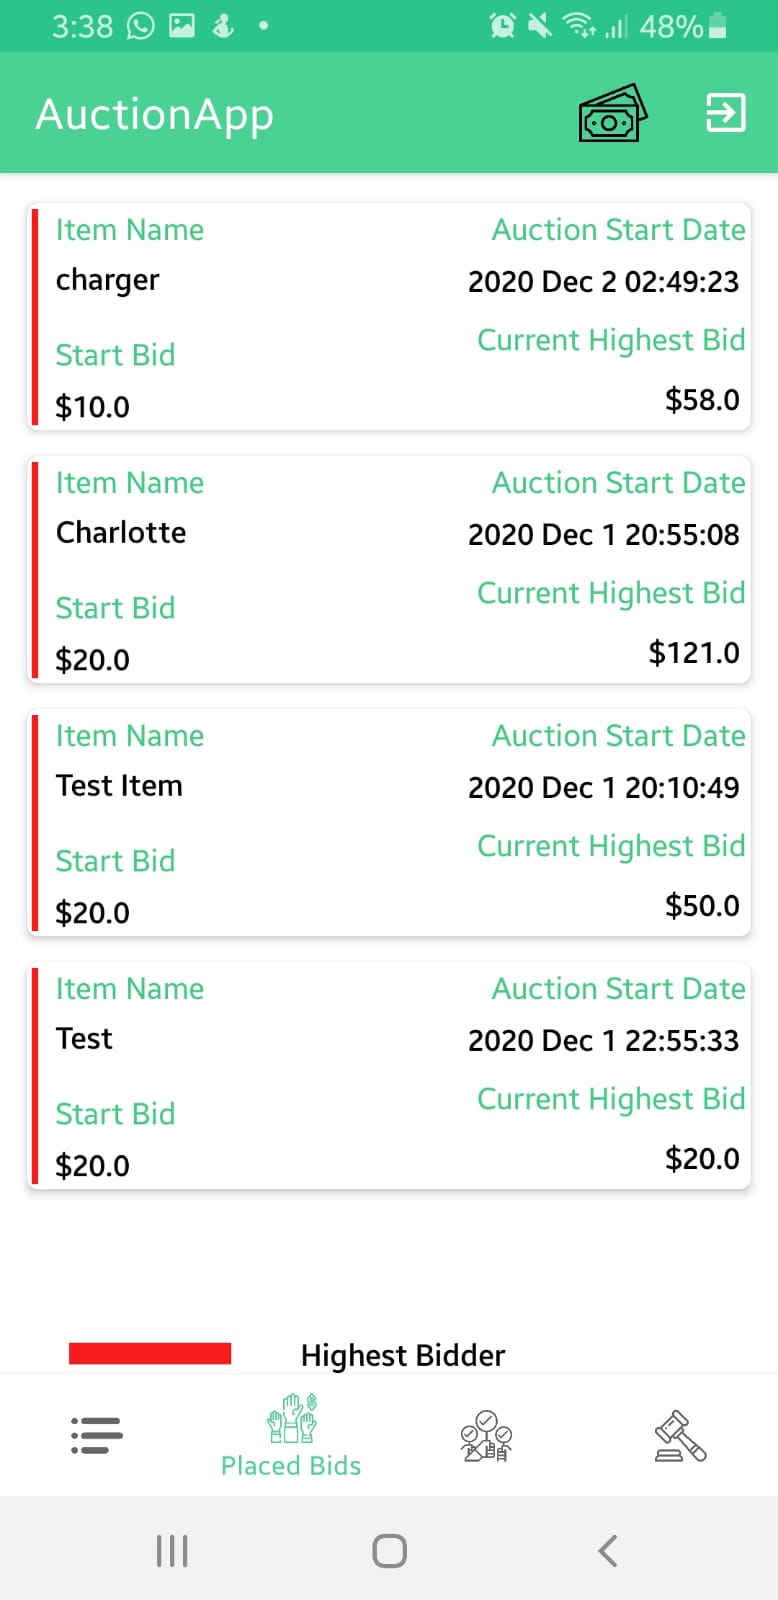 3:38 48%
AuctionApp
Item Name Auction Start Date
charger 2020 Dec 2 02:49:23
Start Bid Current Highest Bid
$10.0 $58.0
Item Name Auction Start Date
Charlotte 2020 Dec 1 20:55:08
Start Bid Current Highest Bid
$20.0 $121.0
Item Name Auction Start Date
Test Item 2020 Dec 1 20:10:49
Start Bid Current Highest Bid
$20.0 $50.0
Item Name Auction Start Date
Test 2020 Dec 1 22:55:33
Start Bid Current Highest Bid
$20.0 $20.0
Highest Bidder
Placed Bids